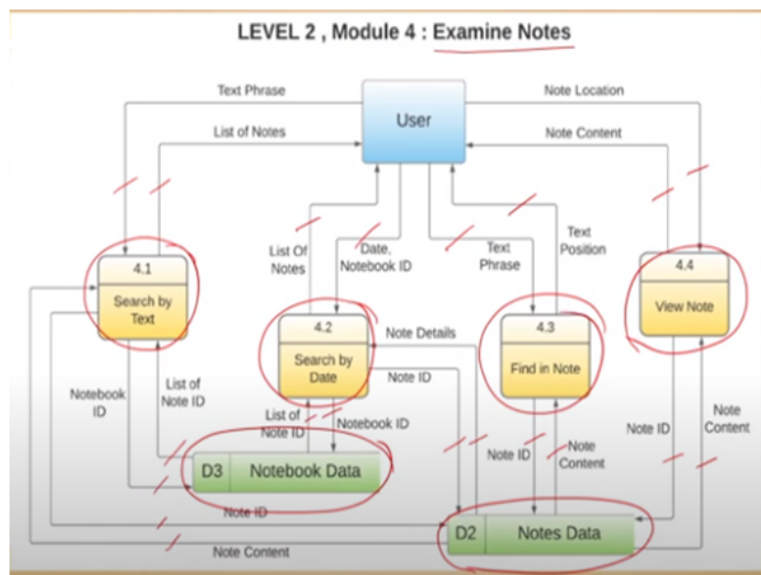 LEVEL 2 , Module 4 : Examine Notes
Text Phrase
Note Location
User
List of Notes
Note Content
List Of
Notes
Date,
Notebook ID
Text
Phrase
Text
Position
4.1
Search by
Text
4.4
View Note
4.2
Search by
Date
4.3
Find in Note
Note Details
Note ID
Notebook
ID
List of
Note ID
List of
Note ID
Notebook ID
Note ID
Note
Content
Note ID
Note
Content
D3 Notebook Data
Note ID
D2 Notes Data
Note Content